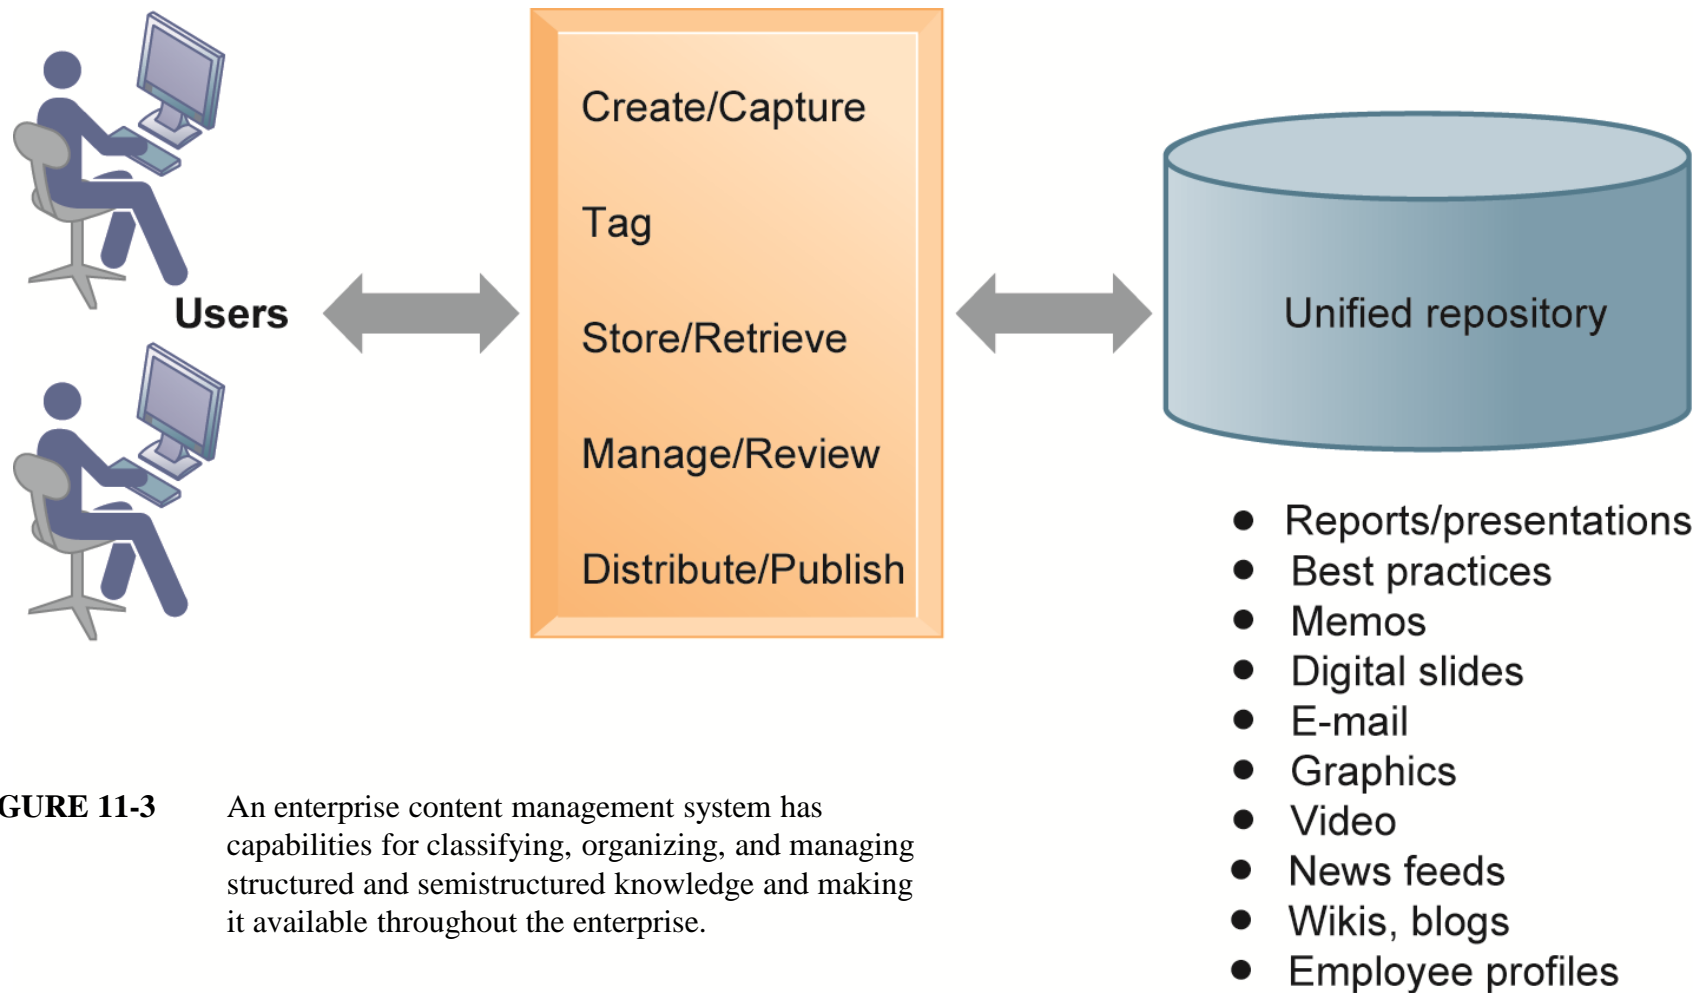 Create/Capture
Tag
Users
Store/Retrieve
Manage/Review
Distribute/Publish
Unified repository
● Reports/presentations
● Best practices
● Memos
● Digital slides
● E-mail
● Graphics
● Video
● News feeds
● Wikis, blogs
● Employee profiles
GURE 11-3 An enterprise content management system has
capabilities for classifying, organizing, and managing
structured and semistructured knowledge and making
it available throughout the enterprise.